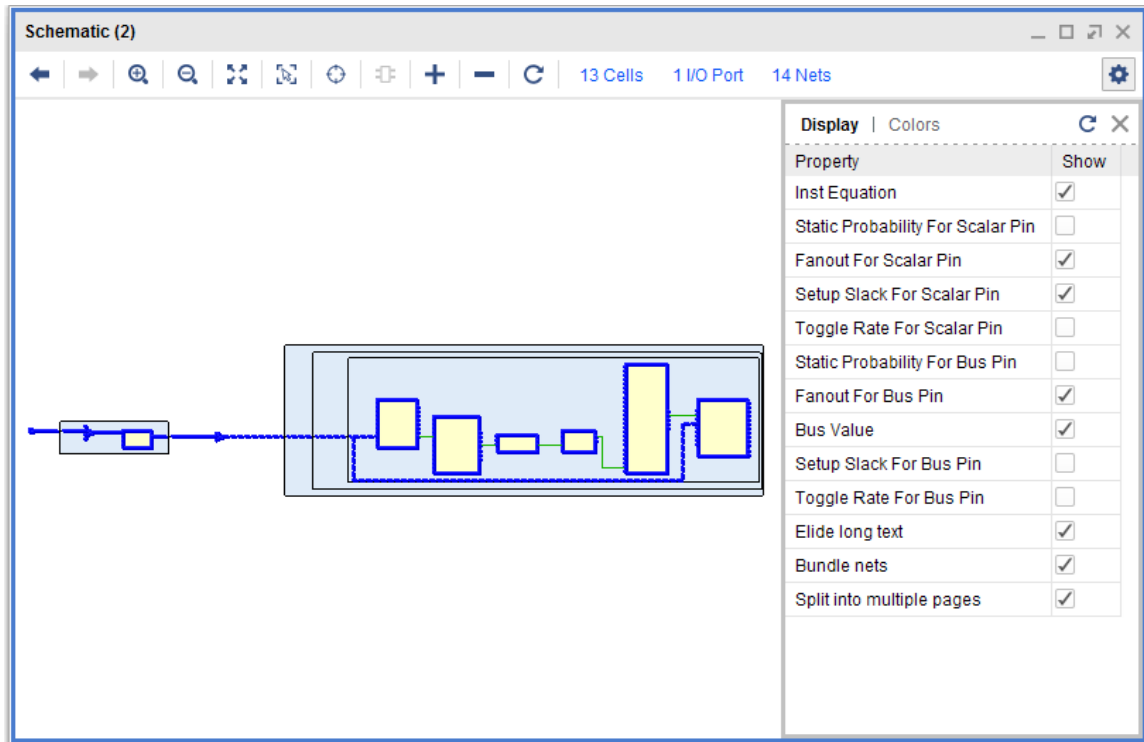 Schematic (2)
13 Cells 1 I/O Port 14 Nets
Display | Colors
Property Show
Inst Equation
Static Probability For Scalar Pin
Fanout For Scalar Pin
Setup Slack For Scalar Pin
Toggle Rate For Scalar Pin
Static Probability For Bus Pin
Fanout For Bus Pin
Bus Value
Setup Slack For Bus Pin
Toggle Rate For Bus Pin
Elide long text
Bundle nets
Split into multiple pages